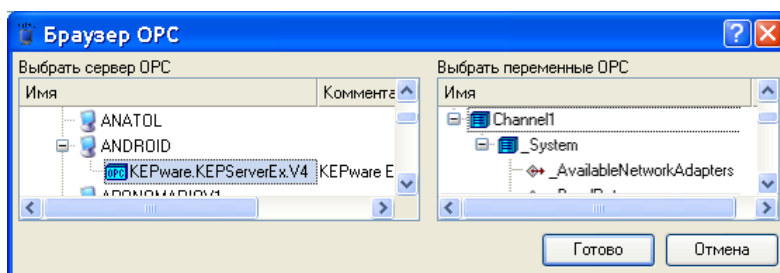 Браузер OPC
Выбрать сервер OPC
Имя Коммента
ANATOL
ANDROID
OPC KEPware.KEPServerEx.V4 KEPware E
Выбрать переменные OPC
Имя
Channel1
_System
_AvailableNetworkAdapters
Готово Отмена